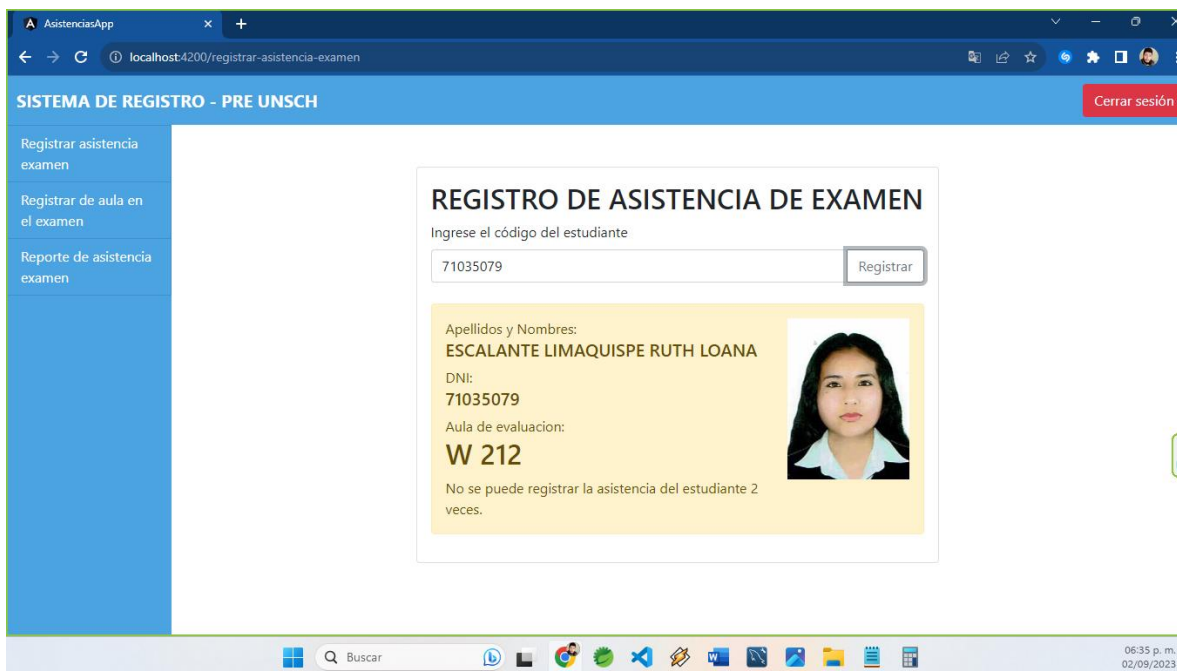 AsistenciasApp
localhost:4200/registrar-asistencia-examen
SISTEMA DE REGISTRO - PRE UNSCH
Cerrar sesión
Registrar asistencia
examen
Registrar de aula en
el examen
Reporte de asistencia
examen
REGISTRO DE ASISTENCIA DE EXAMEN
Ingrese el código del estudiante
71035079
Registrar
Apellidos y Nombres:
ESCALANTE LIMAQUISPE RUTH LOANA
DNI:
71035079
Aula de evaluacion:
W 212
No se puede registrar la asistencia del estudiante 2
veces.
Buscar
06:35 p. m.
02/09/2023